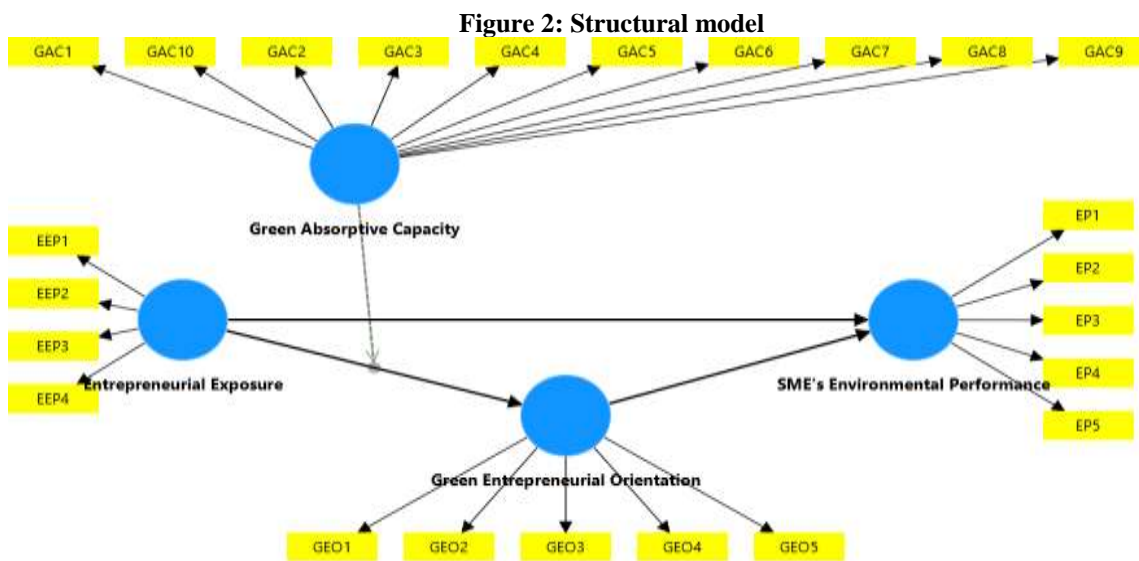 Figure 2: Structural model
GAC1 GAC10 GAC2 GAC3 GAC4 GAC5 GAC6 GAC7 GAC8 GAC9
Green Absorptive Capacity
EEP1
EEP2
EEP3
EEP4
Entrepreneurial Exposure
EP1
EP2
EP3
EP4
EP5
SME's Environmental Performance
Green Entrepreneurial Orientation
GEO1 GEO2 GEO3 GEO4 GEO5